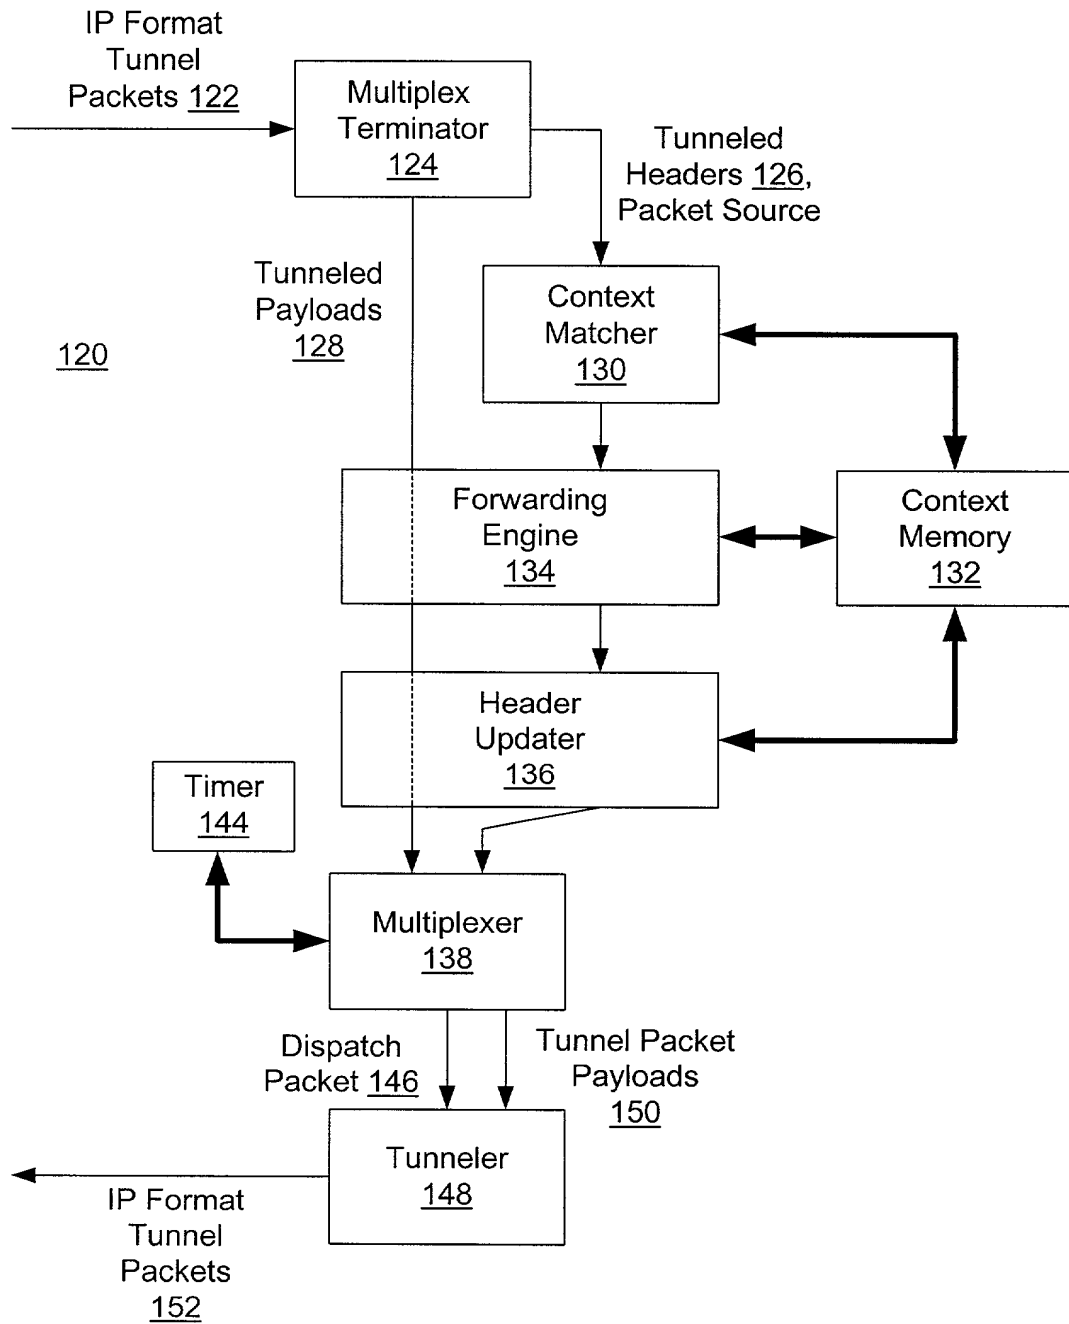 IP Format
Tunnel
Packets 122
Multiplex
Terminator
124
Tunneled
Headers 126,
Packet Source
Tunneled
Payloads
128
120
Context
Matcher
130
Forwarding
Engine
134
Context
Memory
132
Header
Updater
136
Timer
144
Multiplexer
138
Dispatch
Packet 146
Tunnel Packet
Payloads
150
Tunneler
148
IP Format
Tunnel
Packets
152